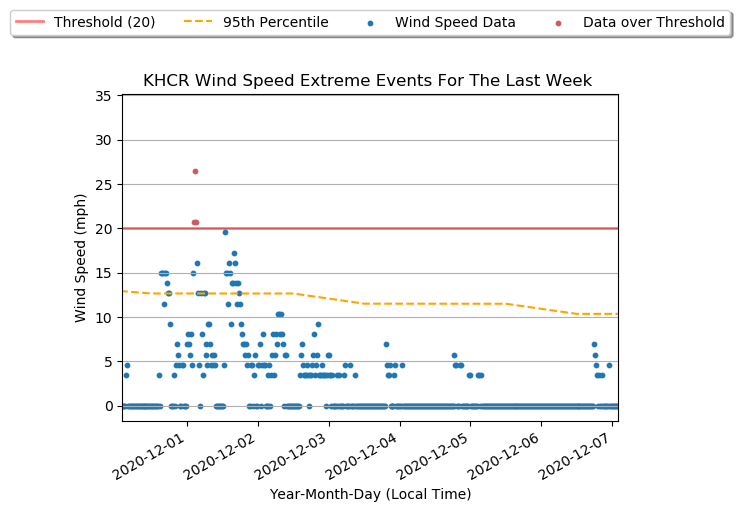 Threshold (20) 95th Percentile Wind Speed Data Data over Threshold
KHCR Wind Speed Extreme Events For The Last Week
35
30
25
20
15
10
5
0
Wind Speed (mph)
2020-12-01 2020-12-02 2020-12-03 2020-12-04 2020-12-05 2020-12-06 2020-12-07
Year-Month-Day (Local Time)